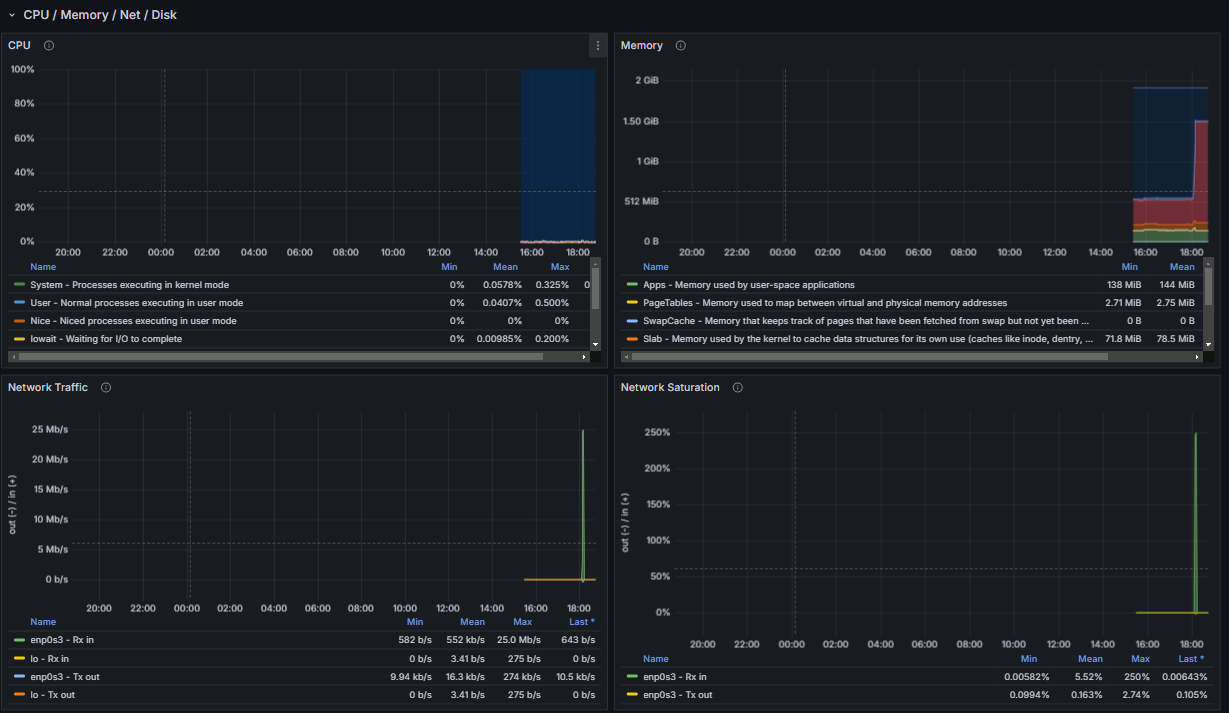 CPU / Memory / Net / Disk
CPU
100%
80%
60%
40%
20%
0%
20:00 22:00 00:00 02:00 04:00 06:00 08:00 10:00 12:00 14:00 16:00 18:00
Name Min Mean Max
System - Processes executing in kernel mode 0% 0.0578% 0.325% 0
User - Normal processes executing in user mode 0% 0.0407% 0.500%
Nice - Niced processes executing in user mode 0% 0% 0%
Iowait - Waiting for I/O to complete 0% 0.00985% 0.200%
Memory
2 GiB
1.50 GiB
1 GiB
512 MiB
0 B
20:00 22:00 00:00 02:00 04:00 06:00 08:00 10:00 12:00 14:00 16:00 18:00
Name Min Mean
Apps - Memory used by user-space applications 138 MiB 144 MiB
PageTables - Memory used to map between virtual and physical memory addresses 2.71 MiB 2.75 MiB
SwapCache - Memory that keeps track of pages that have been fetched from swap but not yet been ... 0 B 0 B
Slab - Memory used by the kernel to cache data structures for its own use (caches like inode, dentry, ... 71.8 MiB 78.5 MiB
Network Traffic
out (-) / in (+)
25 Mb/s
20 Mb/s
15 Mb/s
10 Mb/s
5 Mb/s
0 b/s
20:00 22:00 00:00 02:00 04:00 06:00 08:00 10:00 12:00 14:00 16:00 18:00
Name Min Mean Max Last *
enp0s3 - Rx in 582 b/s 552 kb/s 25.0 Mb/s 643 b/s
lo - Rx in 0 b/s 3.41 b/s 275 b/s 0 b/s
enp0s3 - Tx out 9.94 kb/s 16.3 kb/s 274 kb/s 10.5 kb/s
lo - Tx out 0 b/s 3.41 b/s 275 b/s 0 b/s
Network Saturation
out (-) / in (+)
250%
200%
150%
100%
50%
0%
20:00 22:00 00:00 02:00 04:00 06:00 08:00 10:00 12:00 14:00 16:00 18:00
Name Min Mean Max Last *
enp0s3 - Rx in 0.00582% 5.52% 250% 0.00643%
enp0s3 - Tx out 0.0994% 0.163% 2.74% 0.105%